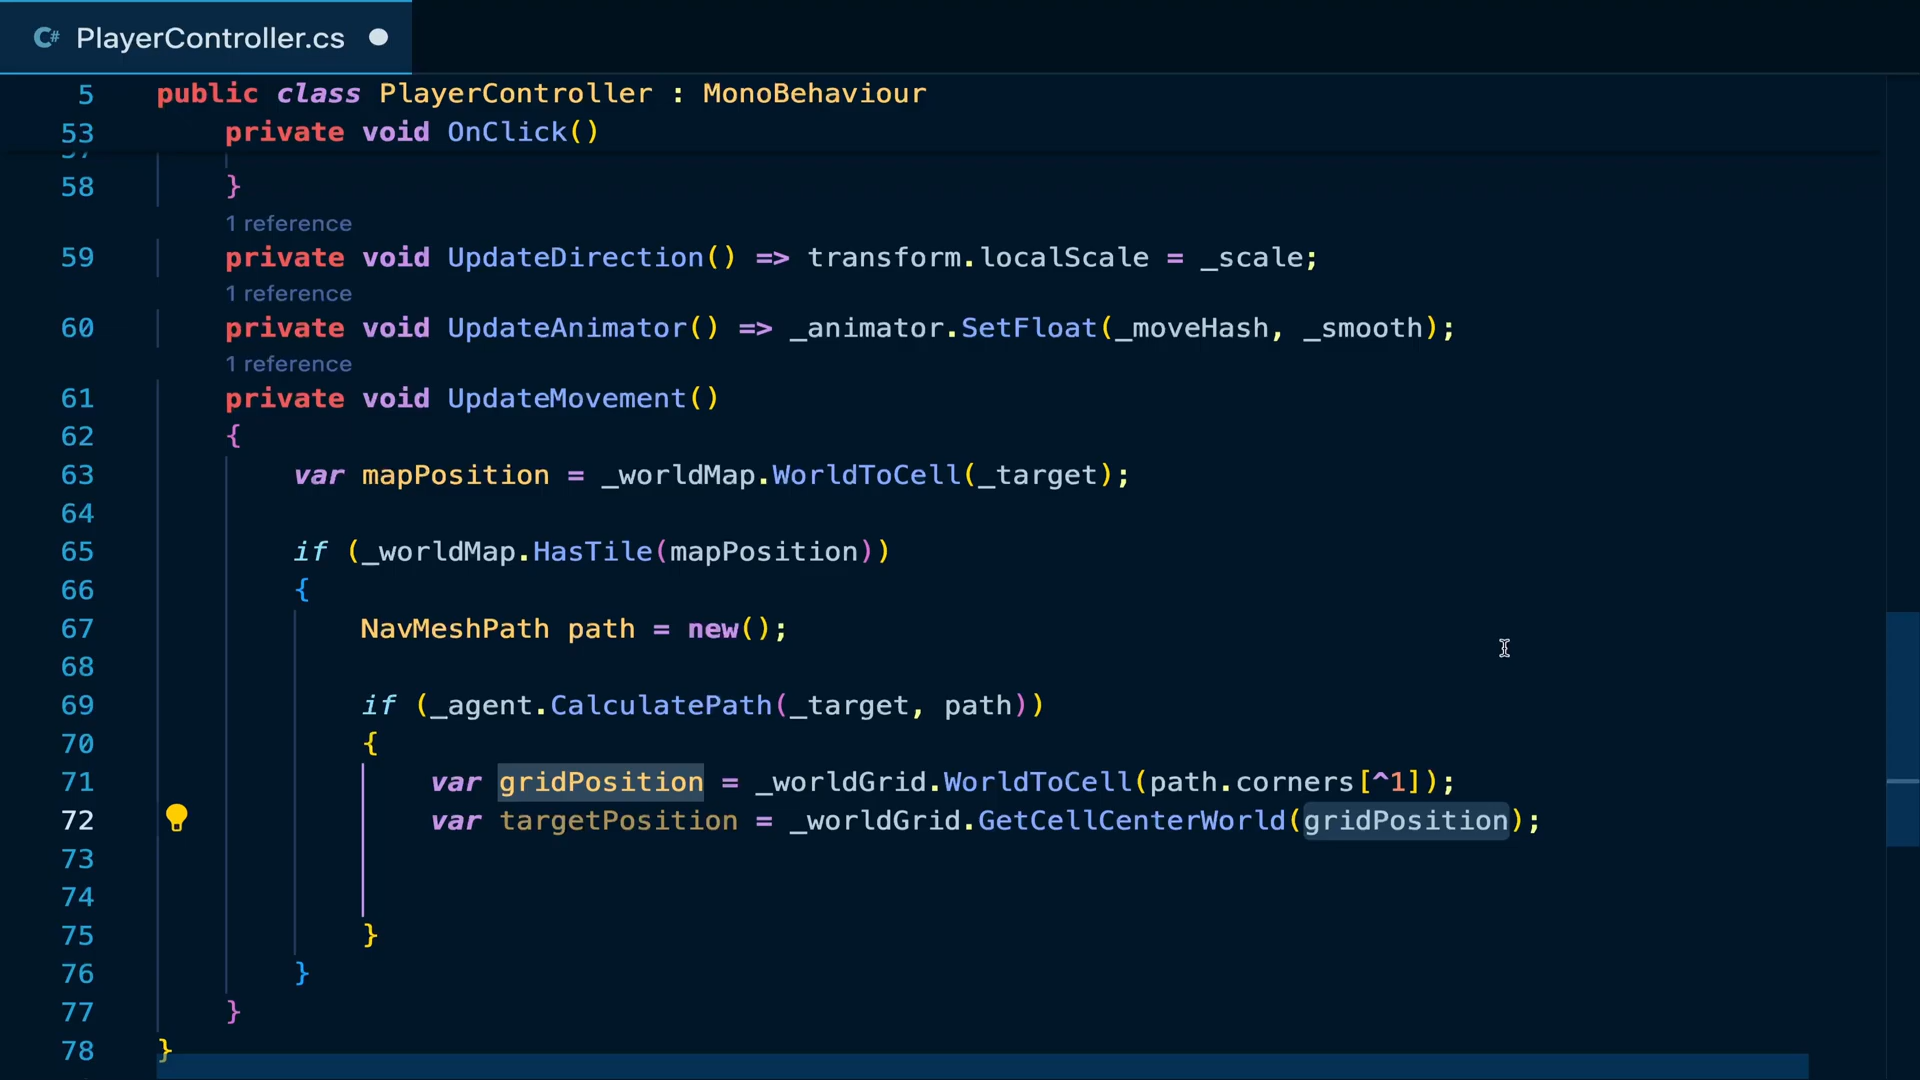 C# PlayerController.cs
5 public class PlayerController : MonoBehaviour
53 private void OnClick()
58 }
1 reference
59 private void UpdateDirection() => transform.localScale = _scale;
1 reference
60 private void UpdateAnimator() => _animator.SetFloat(_moveHash, _smooth);
1 reference
61 private void UpdateMovement()
62 {
63 var mapPosition = _worldMap.WorldToCell(_target);
64
65 if (_worldMap.HasTile(mapPosition))
66 {
67 NavMeshPath path = new();
68
69 if (_agent.CalculatePath(_target, path))
70 {
71 var gridPosition = _worldGrid.WorldToCell(path.corners[^1]);
72 var targetPosition = _worldGrid.GetCellCenterWorld(gridPosition);
73
74
75 }
76 }
77 }
78 }